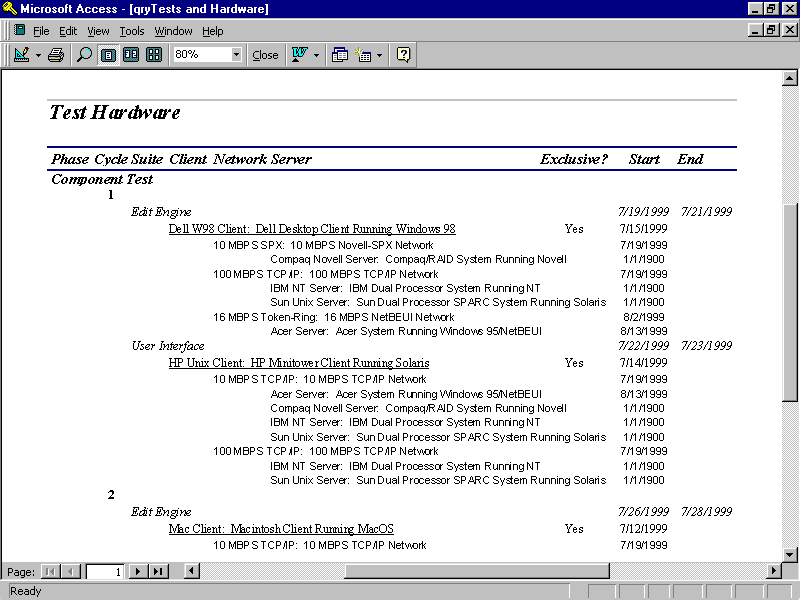 Microsoft Access - [qryTests and Hardware]
File Edit View Tools Window Help
80% Close W
Test Hardware
Phase Cycle Suite Client Network Server Exclusive? Start End
Component Test
1
Edit Engine 7/19/1999 7/21/1999
Dell W98 Client: Dell Desktop Client Running Windows 98 Yes 7/15/1999
10 MBPS SPX: 10 MBPS Novell-SPX Network 7/19/1999
Compaq Novell Server: Compaq/RAID System Running Novell 1/1/1900
100 MBPS TCP/IP: 100 MBPS TCP/IP Network 7/19/1999
IBM NT Server: IBM Dual Processor System Running NT 1/1/1900
Sun Unix Server: Sun Dual Processor SPARC System Running Solaris 1/1/1900
16 MBPS Token-Ring: 16 MBPS NetBEUI Network 8/2/1999
Acer Server: Acer System Running Windows 95/NetBEUI 8/13/1999
User Interface 7/22/1999 7/23/1999
HP Unix Client: HP Minitower Client Running Solaris Yes 7/14/1999
10 MBPS TCP/IP: 10 MBPS TCP/IP Network 7/19/1999
Acer Server: Acer System Running Windows 95/NetBEUI 8/13/1999
Compaq Novell Server: Compaq/RAID System Running Novell 1/1/1900
IBM NT Server: IBM Dual Processor System Running NT 1/1/1900
Sun Unix Server: Sun Dual Processor SPARC System Running Solaris 1/1/1900
100 MBPS TCP/IP: 100 MBPS TCP/IP Network 7/19/1999
IBM NT Server: IBM Dual Processor System Running NT 1/1/1900
Sun Unix Server: Sun Dual Processor SPARC System Running Solaris 1/1/1900
2
Edit Engine 7/26/1999 7/28/1999
Mac Client: Macintosh Client Running MacOS Yes 7/12/1999
10 MBPS TCP/IP: 10 MBPS TCP/IP Network 7/19/1999
Page: 1
Ready